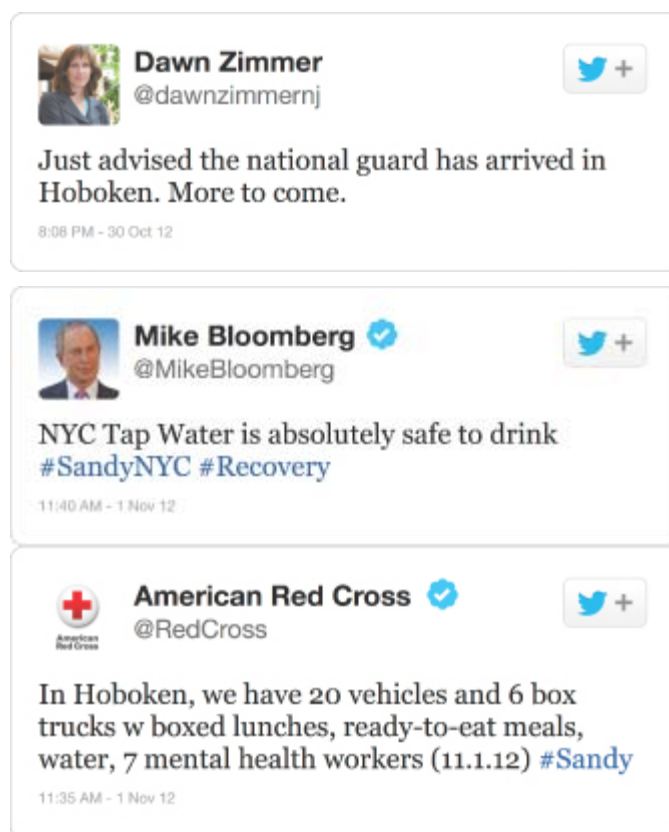 Dawn Zimmer
@dawnzimmernj
Just advised the national guard has arrived in
Hoboken. More to come.
8:08 PM - 30 Oct 12
Mike Bloomberg
@MikeBloomberg
NYC Tap Water is absolutely safe to drink
#SandyNYC #Recovery
11:40 AM - 1 Nov 12
American Red Cross
@RedCross
American
Red Cross
In Hoboken, we have 20 vehicles and 6 box
trucks w boxed lunches, ready-to-eat meals,
water, 7 mental health workers (11.1.12) #Sandy
11:35 AM - 1 Nov 12